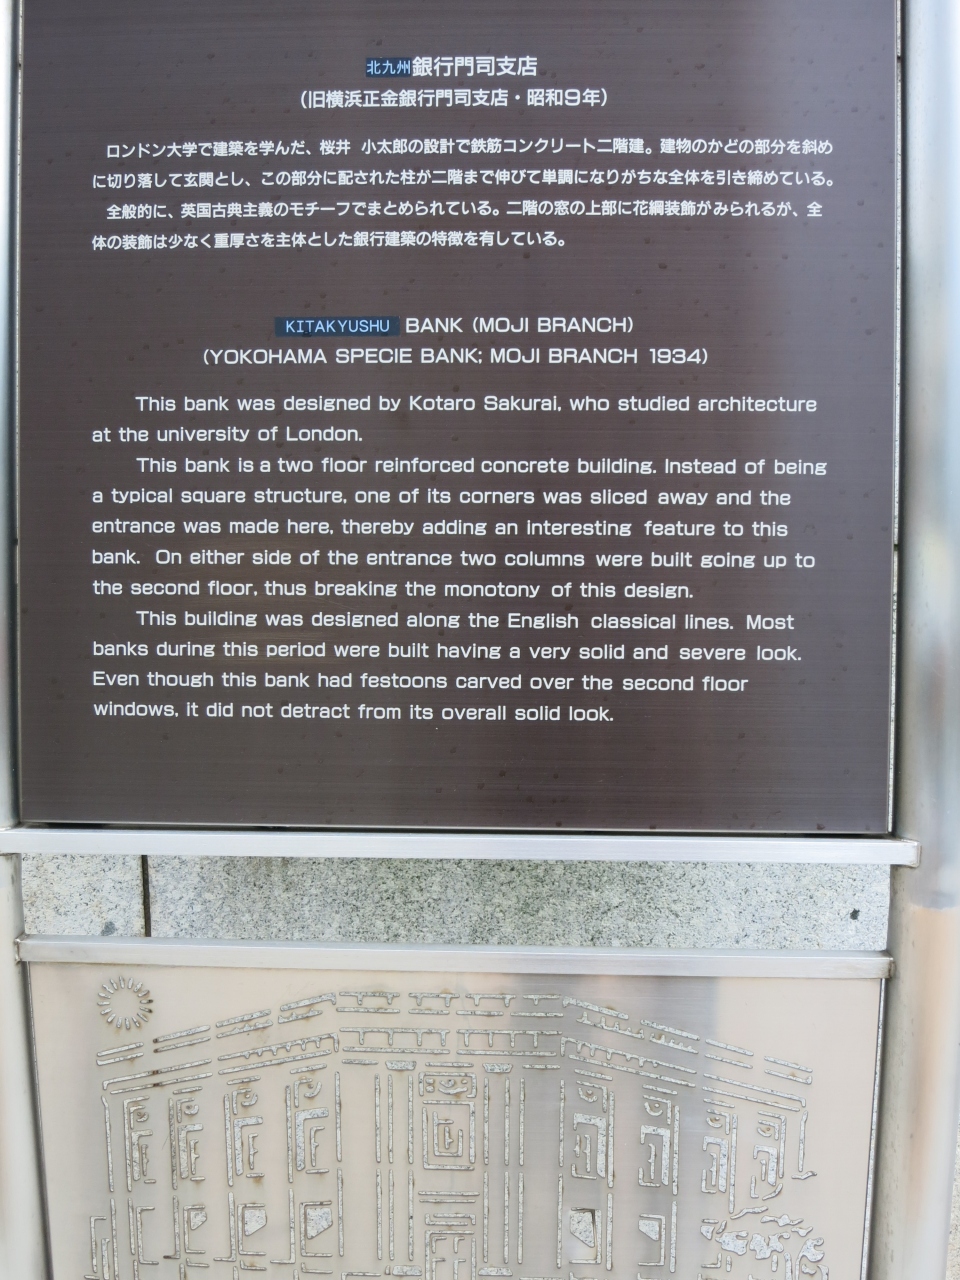 北九州銀行門司支店
（旧横浜正金銀行門司支店・昭和9年）
ロンドン大学で建築を学んだ、桜井 小太郎の設計で鉄筋コンクリート二階建。建物のかどの部分を斜め
に切り落して玄関とし、この部分に配された柱が二階まで伸びて単調になりがちな全体を引き締めている。
全般的に、英国古典主義のモチーフでまとめられている。二階の窓の上部に花綱装飾がみられるが、全
体の装飾は少なく重厚さを主体とした銀行建築の特徴を有している。
KITAKYUSHU BANK (MOJI BRANCH)
(YOKOHAMA SPECIE BANK; MOJI BRANCH 1934)
This bank was designed by Kotaro Sakurai, who studied architecture
at the university of London.
This bank is a two floor reinforced concrete building. Instead of being
a typical square structure, one of its corners was sliced away and the
entrance was made here, thereby adding an interesting feature to this
bank. On either side of the entrance two columns were built going up to
the second floor, thus breaking the monotony of this design.
This building was designed along the English classical lines. Most
banks during this period were built having a very solid and severe look.
Even though this bank had festoons carved over the second floor
windows, it did not detract from its overall solid look.